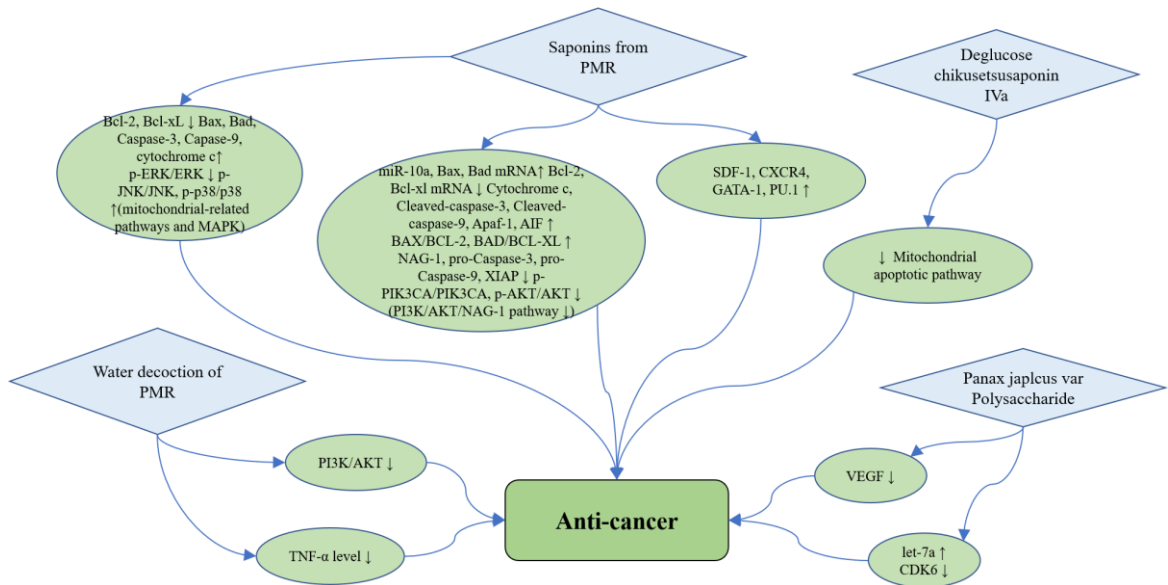 Saponins from
PMR
Deglucose
chikusetsusaponin
IVa
Bcl-2, Bcl-xL ↓ Bax, Bad,
Caspase-3, Capase-9,
cytochrome c↑
p-ERK/ERK ↓ p-
JNK/JNK, p-p38/p38
↑(mitochondrial-related
pathways and MAPK)
miR-10a, Bax, Bad mRNA↑ Bcl-2,
Bcl-xl mRNA ↓ Cytochrome c,
Cleaved-caspase-3, Cleaved-
caspase-9, Apaf-1, AIF ↑
BAX/BCL-2, BAD/BCL-XL ↑
NAG-1, pro-Caspase-3, pro-
Caspase-9, XIAP ↓ p-
PIK3CA/PIK3CA, p-AKT/AKT ↓
(PI3K/AKT/NAG-1 pathway ↓)
SDF-1, CXCR4,
GATA-1, PU.1 ↑
↓ Mitochondrial
apoptotic pathway
Water decoction of
PMR
Panax japlcus var
Polysaccharide
PI3K/AKT ↓
VEGF ↓
Anti-cancer
TNF-α level ↓
let-7a ↑
CDK6 ↓